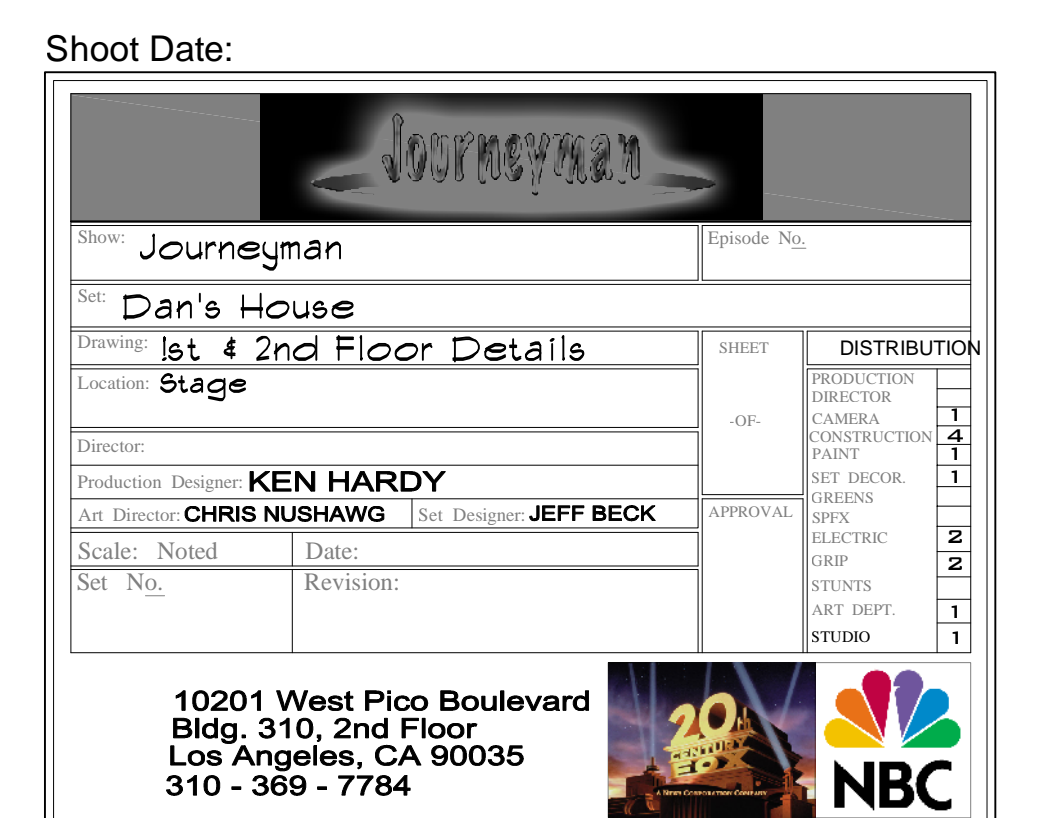 Shoot Date:
Journeyman
Show: Journeyman
Episode No.
Set: Dan's House
Drawing: 1st & 2nd Floor Details
SHEET
-OF-
DISTRIBUTION
Location: Stage
PRODUCTION
DIRECTOR
CAMERA 1
CONSTRUCTION 4
PAINT 1
SET DECOR. 1
GREENS
SPFX
ELECTRIC 2
GRIP 2
STUNTS
ART DEPT. 1
STUDIO 1
Director:
Production Designer: KEN HARDY
Art Director: CHRIS NUSHAWG
Set Designer: JEFF BECK
APPROVAL
Scale: Noted
Date:
Set No.
Revision:
10201 West Pico Boulevard
Bldg. 310, 2nd Floor
Los Angeles, CA 90035
310 - 369 - 7784
20th
CENTURY
FOX
A NEWS CORPORATION COMPANY
NBC